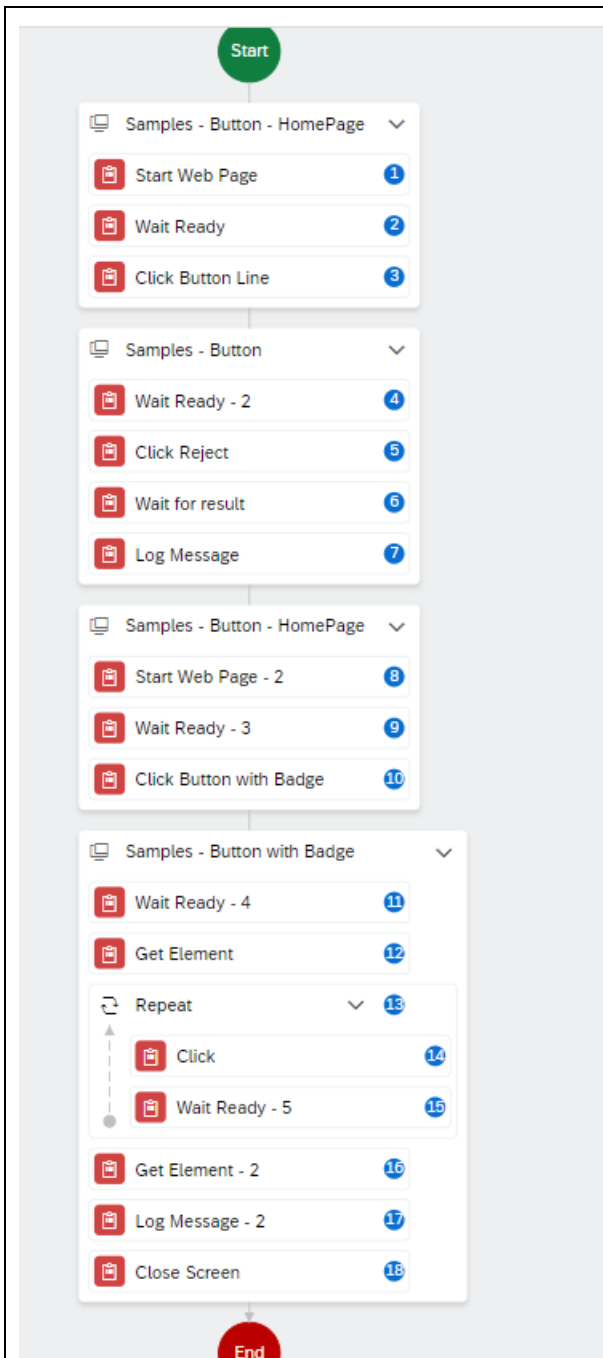 Start
Samples - Button - HomePage
Start Web Page 1
Wait Ready 2
Click Button Line 3
Samples - Button
Wait Ready - 2 4
Click Reject 5
Wait for result 6
Log Message 7
Samples - Button - HomePage
Start Web Page - 2 8
Wait Ready - 3 9
Click Button with Badge 10
Samples - Button with Badge
Wait Ready - 4 11
Get Element 12
Repeat 13
Click 14
Wait Ready - 5 15
Get Element - 2 16
Log Message - 2 17
Close Screen 18
End